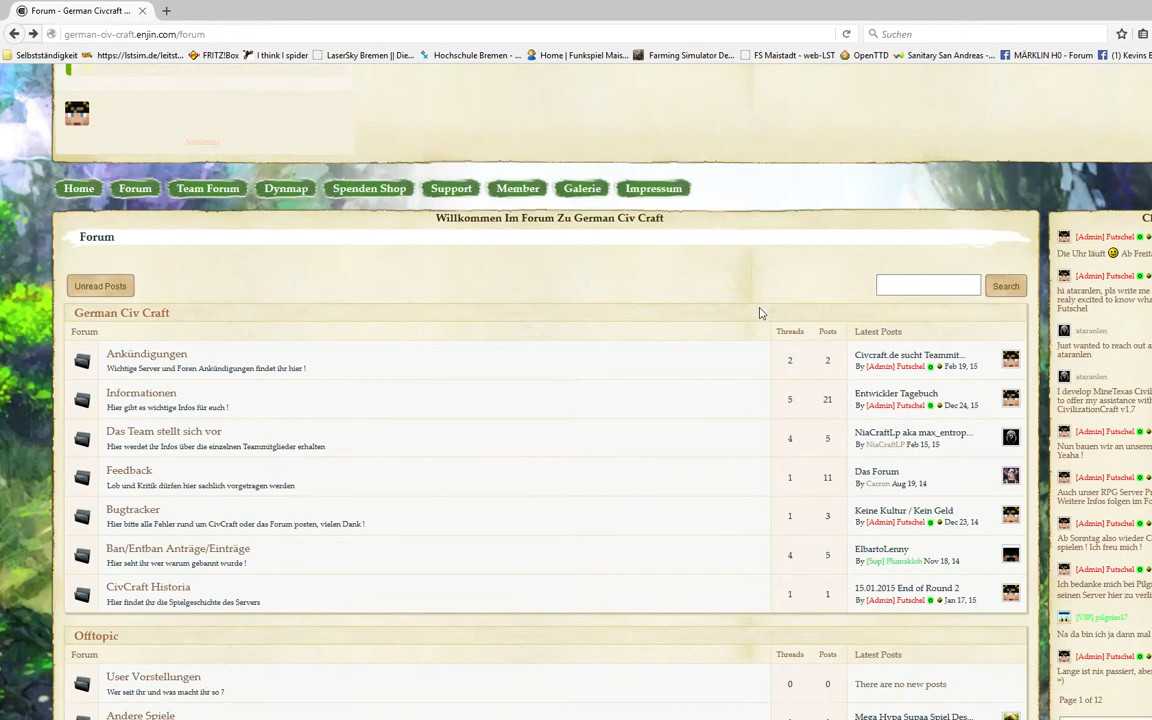 Forum - German Civcraft ...
german-civ-craft.enjin.com/forum
Suchen
Selbstständigkeit https://lstsim.de/leitst... FRITZ!Box I think I spider LaserSky Bremen || Die... Hochschule Bremen - ... Home | Funkspiel Mais... Farming Simulator De... FS Maistadt - web-LST OpenTTD Sanitary San Andreas -... MÄRKLIN H0 - Forum (1) Kevins B
Home Forum Team Forum Dynmap Spenden Shop Support Member Galerie Impressum
Willkommen Im Forum Zu German Civ Craft
Forum
Unread Posts
Search
German Civ Craft
Forum Threads Posts Latest Posts
Ankündigungen
Wichtige Server und Foren Ankündigungen findet ihr hier !
2 2
Civcraft.de sucht Teammit...
By [Admin] Futschel Feb 19, 15
Informationen
Hier gibt es wichtige Infos für euch !
5 21
Entwickler Tagebuch
By [Admin] Futschel Dec 24, 15
Das Team stellt sich vor
Hier werdet ihr Infos über die einzelnen Teammitglieder erhalten
4 5
NiaCraftLp aka max_entrop...
By NiaCraftLP Feb 15, 15
Feedback
Lob und Kritik dürfen hier sachlich vorgetragen werden
1 11
Das Forum
By Carron Aug 19, 14
Bugtracker
Hier bitte alle Fehler rund um CivCraft oder das Forum posten, vielen Dank !
1 3
Keine Kultur / Kein Geld
By [Admin] Futschel Dec 23, 14
Ban/Entban Anträge/Einträge
Hier seht ihr wer warum gebannt wurde !
4 5
ElbartoLenny
By [Sup] Plumskloh Nov 18, 14
CivCraft Historia
Hier findet ihr die Spielgeschichte des Servers
1 1
15.01.2015 End of Round 2
By [Admin] Futschel Jan 17, 15
Offtopic
Forum Threads Posts Latest Posts
User Vorstellungen
Wer seit ihr und was macht ihr so ?
0 0
There are no new posts
Andere Spiele
Mega Hypa Supaa Spiel Des...
[Admin] Futschel
Die Uhr läuft Ab Freit
[Admin] Futschel
hi ataranlen, pls write me
realy excited to know wha
Futschel
ataranlen
Just wanted to reach out a
ataranlen
ataranlen
I develop MineTexas Civil
to offer my assistance with
CivilizationCraft v1.7
[Admin] Futschel
Nun bauen wir an unseren
Yeaha !
[Admin] Futschel
Auch unser RPG Server Pr
Weitere Infos folgen im Fo
[Admin] Futschel
Ab Sonntag also wieder C
spielen ! Ich freu mich !
[Admin] Futschel
Ich bedanke mich bei Pilg
seinen Server hier zu verli
[VIP] pilgrim17
Na da bin ich ja dann mal
[Admin] Futschel
Lange ist nix passiert, aber
=)
Page 1 of 12